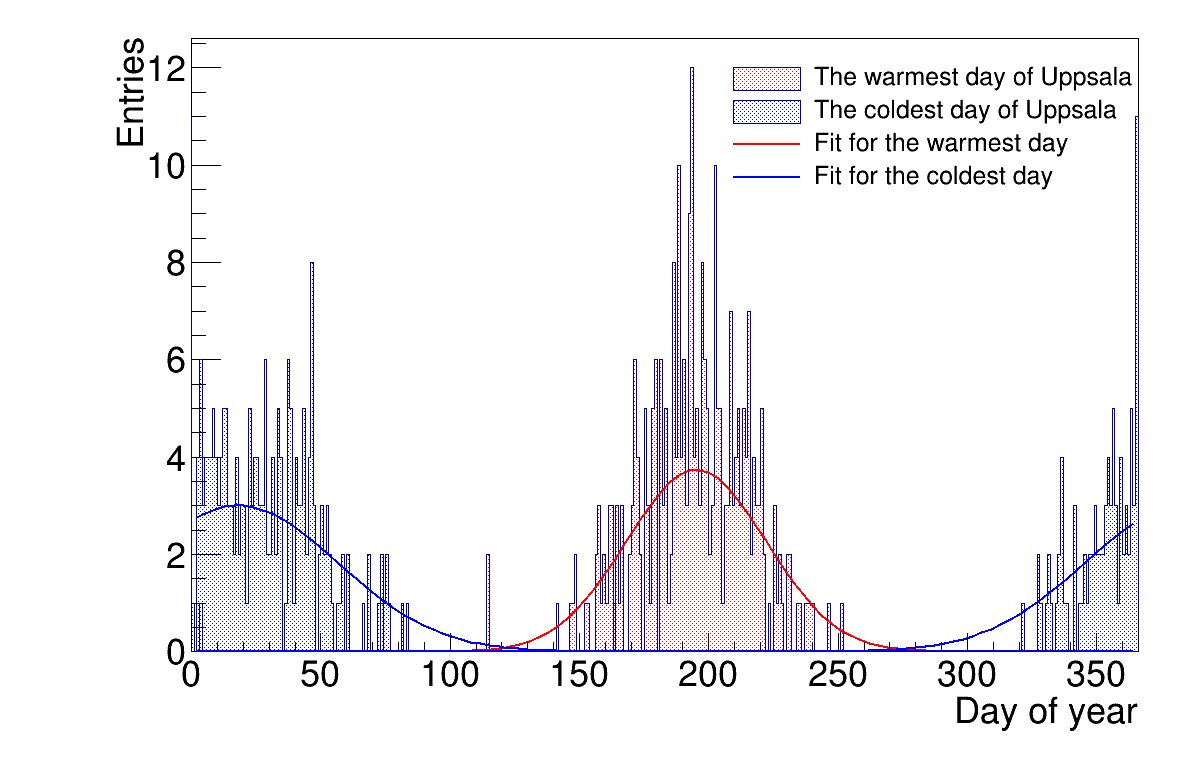 Entries
12
10
8
6
4
2
0
The warmest day of Uppsala
The coldest day of Uppsala
Fit for the warmest day
Fit for the coldest day
0 50 100 150 200 250 300 350
Day of year